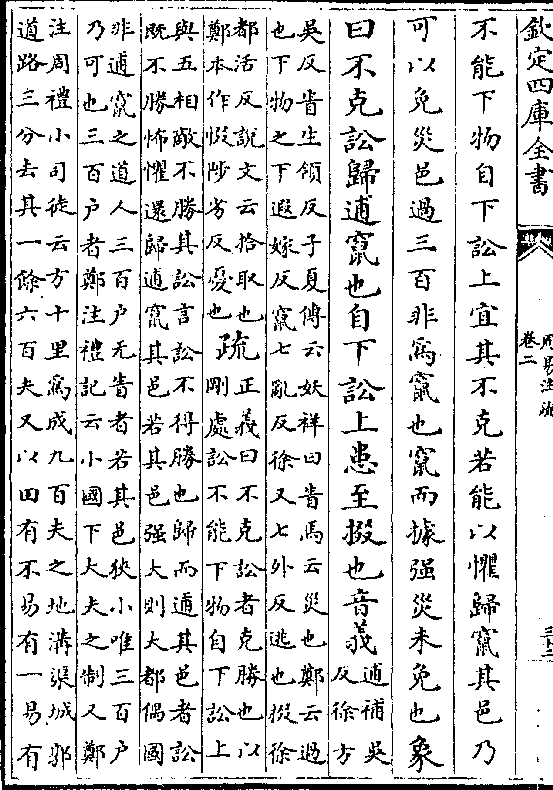 欽定四庫全書
周易注疏
卷二
不能下物自下訟上宜其不克若能以懼歸竄其邑乃
可以免災邑過三百非爲竄也竄而據强災未免也象
曰不克訟歸逋竄也自下訟上患至掇也音義
逋補吳
反徐方
吳反眚生領反子夏傳云妖祥曰眚馬云災也鄭云過
也下物之下遐嫁反竄七亂反徐又七外反逃也掇徐
都活反說文云拾取也
鄭本作惙陟劣反憂也
疏
正義曰不克訟者克勝也以
剛處訟不能下物自下訟上
與五相敵不勝其訟言訟不得勝也歸而逋其邑者訟
既不勝怖懼還歸逋竄其邑若其邑强大則大都偶國
非逋竄之道人三百户无眚者若其邑狹小唯三百户
乃可也三百户者鄭注禮記云小國下大夫之制又鄭
注周禮小司徒云方十里爲成九百夫之地溝渠城郭
道路三分去其一餘六百夫又以田有不易有一易有